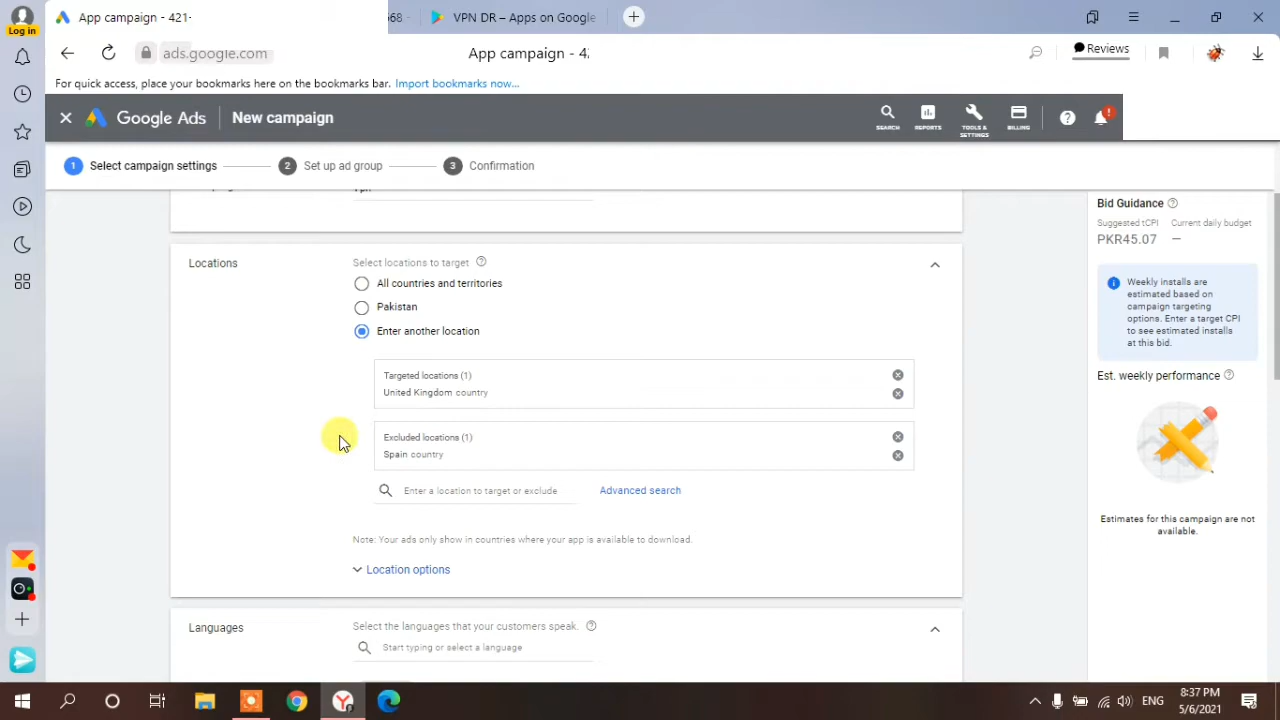 App campaign - 421-
68 -
VPN DR – Apps on Google
Log in
ads.google.com
App campaign - 42
Reviews
For quick access, place your bookmarks here on the bookmarks bar. Import bookmarks now...
Google Ads
New campaign
SEARCH
REPORTS
TOOLS & SETTINGS
BILLING
1 Select campaign settings
2 Set up ad group
3 Confirmation
Bid Guidance
Suggested tCPI
Current daily budget
PKR45.07
—
Weekly installs are
estimated based on
campaign targeting
options. Enter a target CPI
to see estimated installs
at this bid.
Est. weekly performance
Estimates for this campaign are not
available.
Locations
Select locations to target
All countries and territories
Pakistan
Enter another location
Targeted locations (1)
United Kingdom country
Excluded locations (1)
Spain country
Enter a location to target or exclude
Advanced search
Note: Your ads only show in countries where your app is available to download.
Location options
Languages
Select the languages that your customers speak.
Start typing or select a language
ENG
8:37 PM
5/6/2021